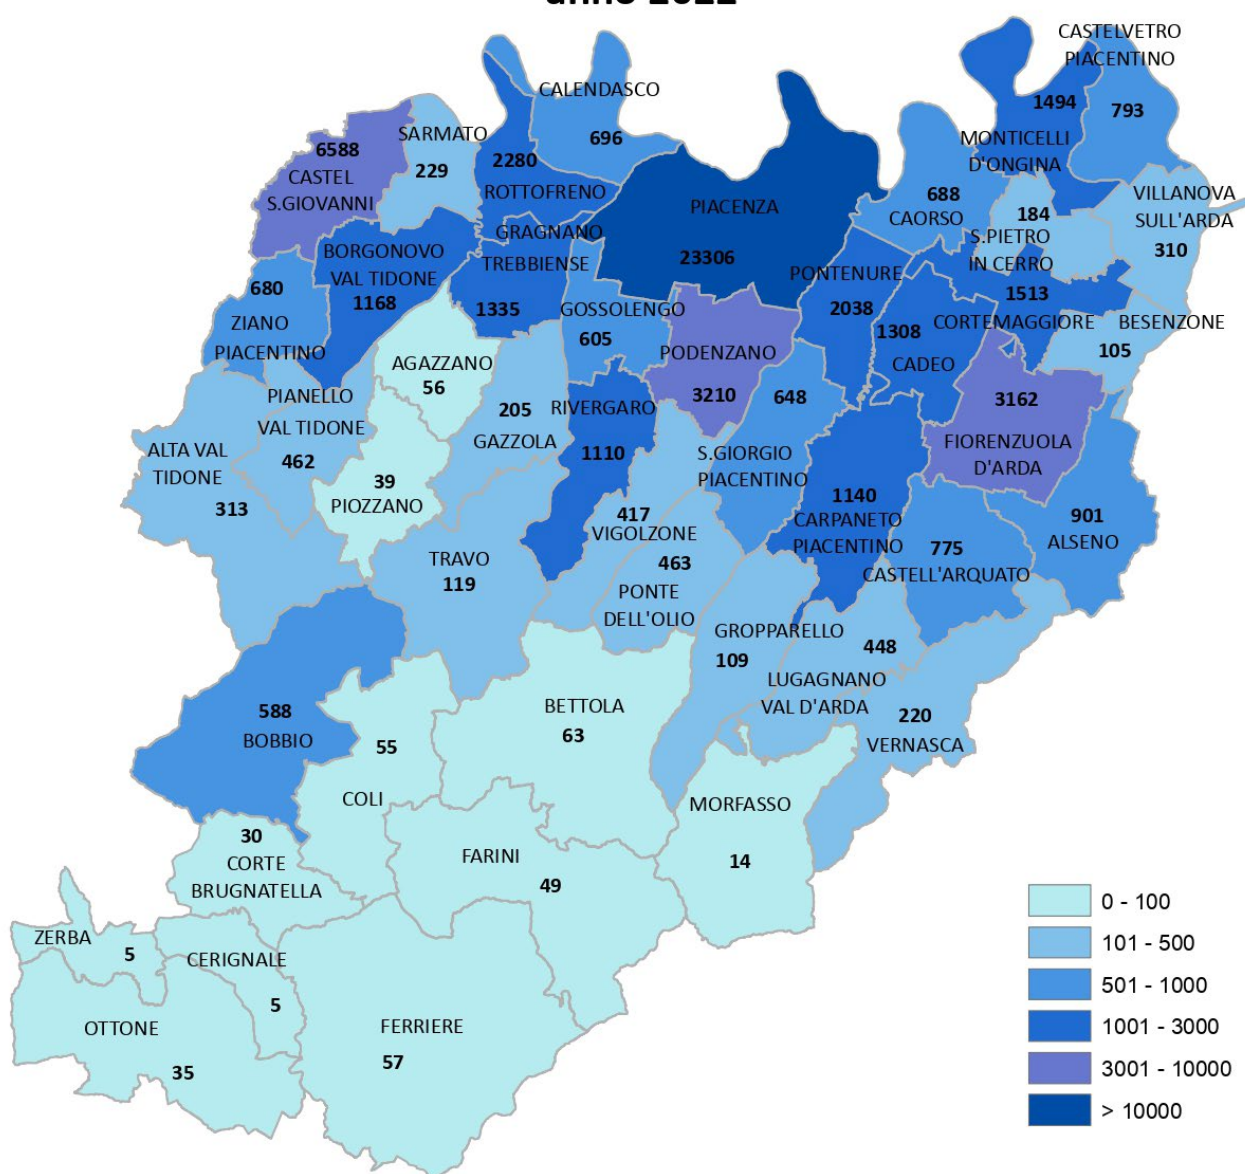 CASTELVETRO
PIACENTINO
793
1494
MONTICELLI
D'ONGINA
CALENDASCO
696
SARMATO
229
6588
CASTEL
S.GIOVANNI
2280
ROTTOFRENO
PIACENZA
23306
688
CAORSO
184
S.PIETRO
IN CERRO
VILLANOVA
SULL'ARDA
310
GRAGNANO
TREBBIENSE
1335
BORGONOVO
VAL TIDONE
1168
680
ZIANO
PIACENTINO
GOSSOLENGO
605
PONTENURE
2038
1513
CORTEMAGGIORE
BESENZONE
105
1308
CADEO
PODENZANO
3210
AGAZZANO
56
648
S.GIORGIO
PIACENTINO
3162
FIORENZUOLA
D'ARDA
PIANELLO
VAL TIDONE
462
205
GAZZOLA
RIVERGARO
1110
ALTA VAL
TIDONE
313
39
PIOZZANO
1140
CARPANETO
PIACENTINO
901
ALSENO
417
VIGOLZONE
775
CASTELL'ARQUATO
TRAVO
119
463
PONTE
DELL'OLIO
GROPPARELLO
109
448
LUGAGNANO
VAL D'ARDA
588
BOBBIO
BETTOLA
63
220
VERNASCA
55
COLI
MORFASSO
14
30
CORTE
BRUGNATELLA
FARINI
49
ZERBA
5
CERIGNALE
5
OTTONE
35
FERRIERE
57
0 - 100
101 - 500
501 - 1000
1001 - 3000
3001 - 10000
> 10000